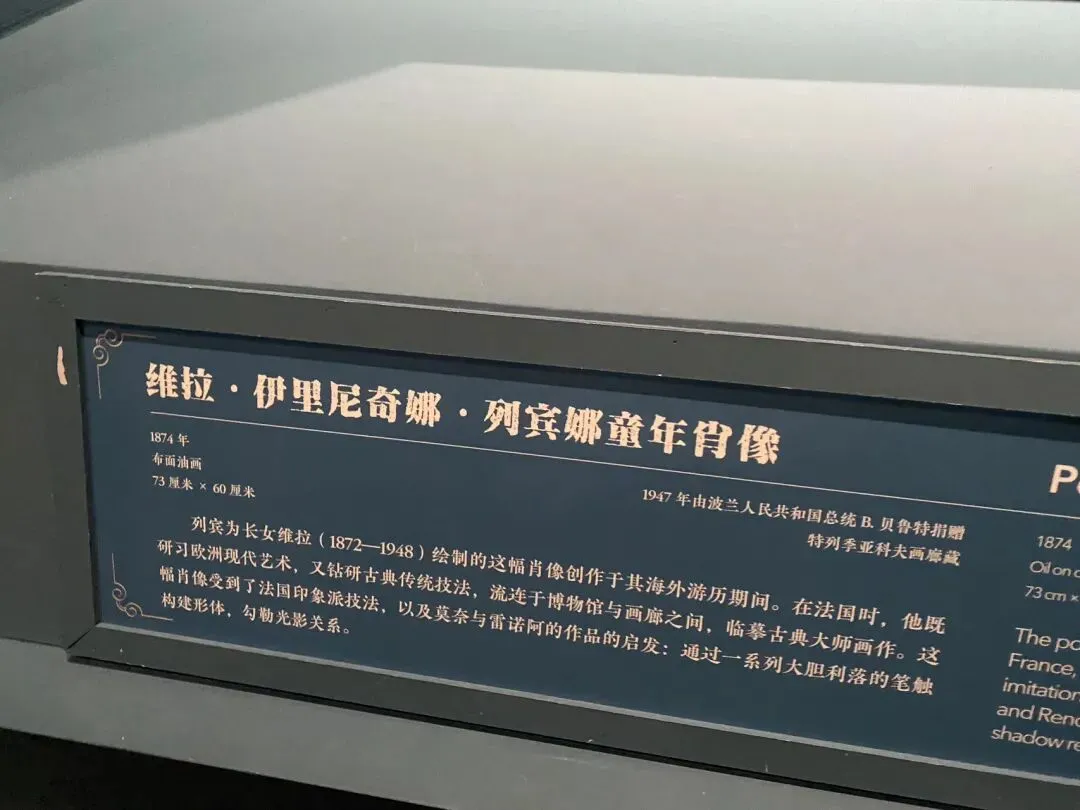 维拉·伊里尼奇娜·列宾娜童年肖像
1874 年
布面油画
73 厘米 × 60 厘米
1947 年由波兰人民共和国总统 B. 贝鲁特捐赠
特列季亚科夫画廊藏
列宾为长女维拉（1872—1948）绘制的这幅肖像创作于其海外游历期间。在法国时，他既
研习欧洲现代艺术，又钻研古典传统技法，流连于博物馆与画廊之间，临摹古典大师画作。这
幅肖像受到了法国印象派技法，以及莫奈与雷诺阿的作品的启发：通过一系列大胆利落的笔触
构建形体，勾勒光影关系。
1874
Oil on
73 cm ×
The po
France,
imitation
and Reno
shadow re